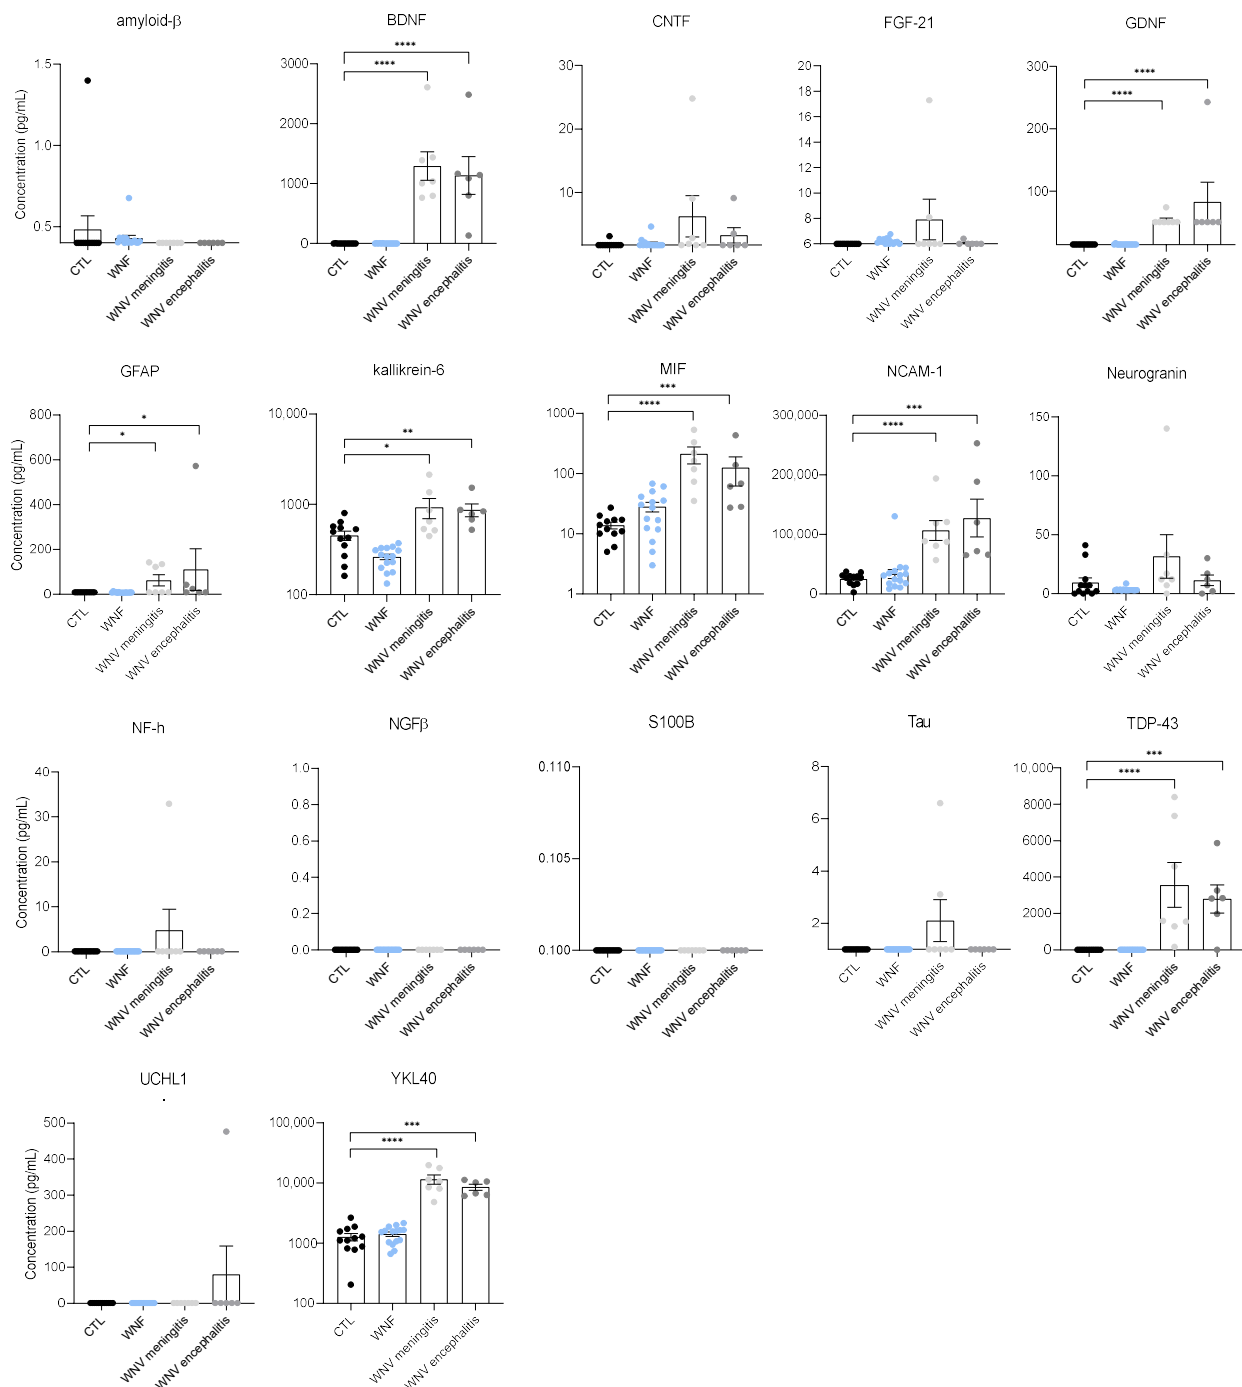 amyloid-β
BDNF
CNTF
FGF-21
GDNF
Concentration (pg/mL)
1.5
1.0
0.5
CTL
WNF
WNV meningitis
WNV encephalitis
3000
2000
1000
0
****
****
CTL
WNF
WNV meningitis
WNV encephalitis
30
20
10
CTL
WNF
WNV meningitis
WNV encephalitis
20
18
16
14
12
10
8
6
CTL
WNF
WNV meningitis
WNV encephalitis
300
200
100
****
****
CTL
WNF
WNV meningitis
WNV encephalitis
GFAP
kallikrein-6
MIF
NCAM-1
Neurogranin
Concentration (pg/mL)
800
600
400
200
0
*
*
CTL
WNF
WNV meningitis
WNV encephalitis
10,000
1000
100
**
*
CTL
WNF
WNV meningitis
WNV encephalitis
1000
100
10
1
***
****
CTL
WNF
WNV meningitis
WNV encephalitis
300,000
200,000
100,000
0
***
****
CTL
WNF
WNV meningitis
WNV encephalitis
150
100
50
0
CTL
WNF
WNV meningitis
WNV encephalitis
NF-h
NGFβ
S100B
Tau
TDP-43
Concentration (pg/mL)
40
30
20
10
0
CTL
WNF
WNV meningitis
WNV encephalitis
1.0
0.8
0.6
0.4
0.2
0.0
CTL
WNF
WNV meningitis
WNV encephalitis
0.110
0.105
0.100
CTL
WNF
WNV meningitis
WNV encephalitis
8
6
4
2
CTL
WNF
WNV meningitis
WNV encephalitis
10,000
8000
6000
4000
2000
0
***
****
CTL
WNF
WNV meningitis
WNV encephalitis
UCHL1
YKL40
Concentration (pg/mL)
500
400
300
200
100
0
CTL
WNF
WNV meningitis
WNV encephalitis
100,000
10,000
1000
100
***
****
CTL
WNF
WNV meningitis
WNV encephalitis